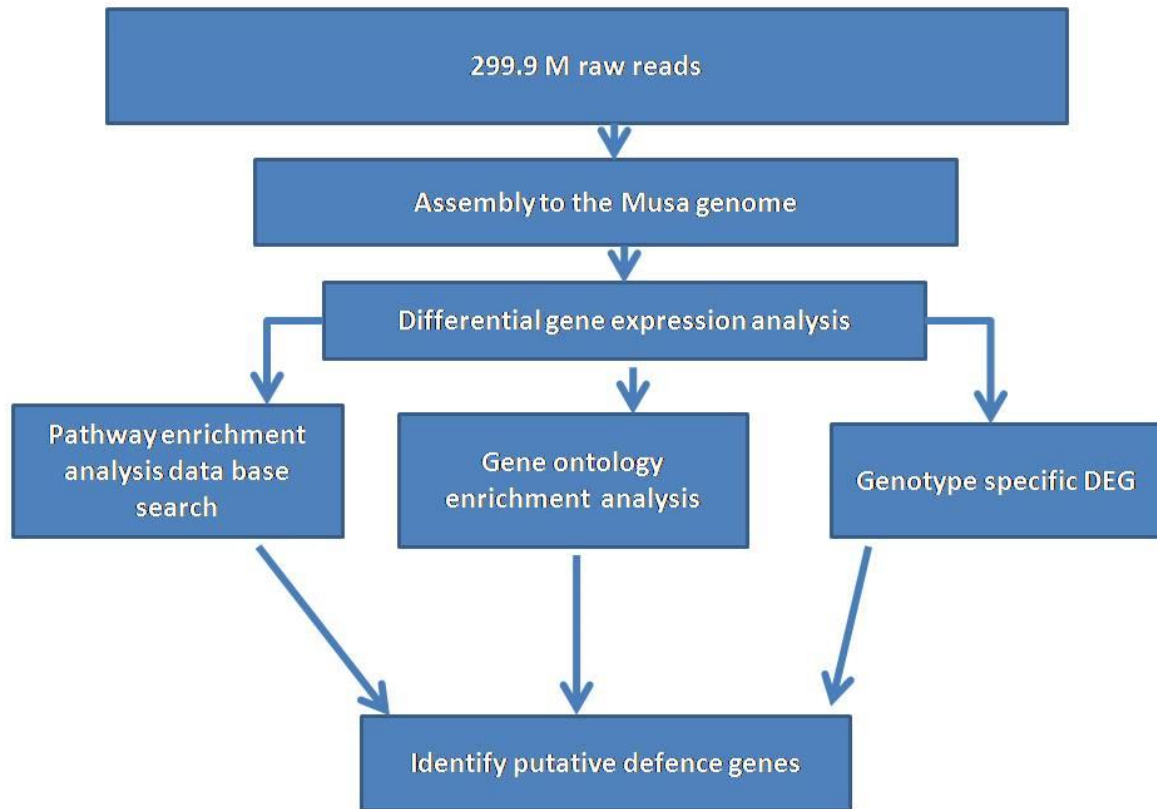 299.9 M raw reads
Assembly to the Musa genome
Differential gene expression analysis
Pathway enrichment
analysis data base
search
Gene ontology
enrichment analysis
Genotype specific DEG
Identify putative defence genes